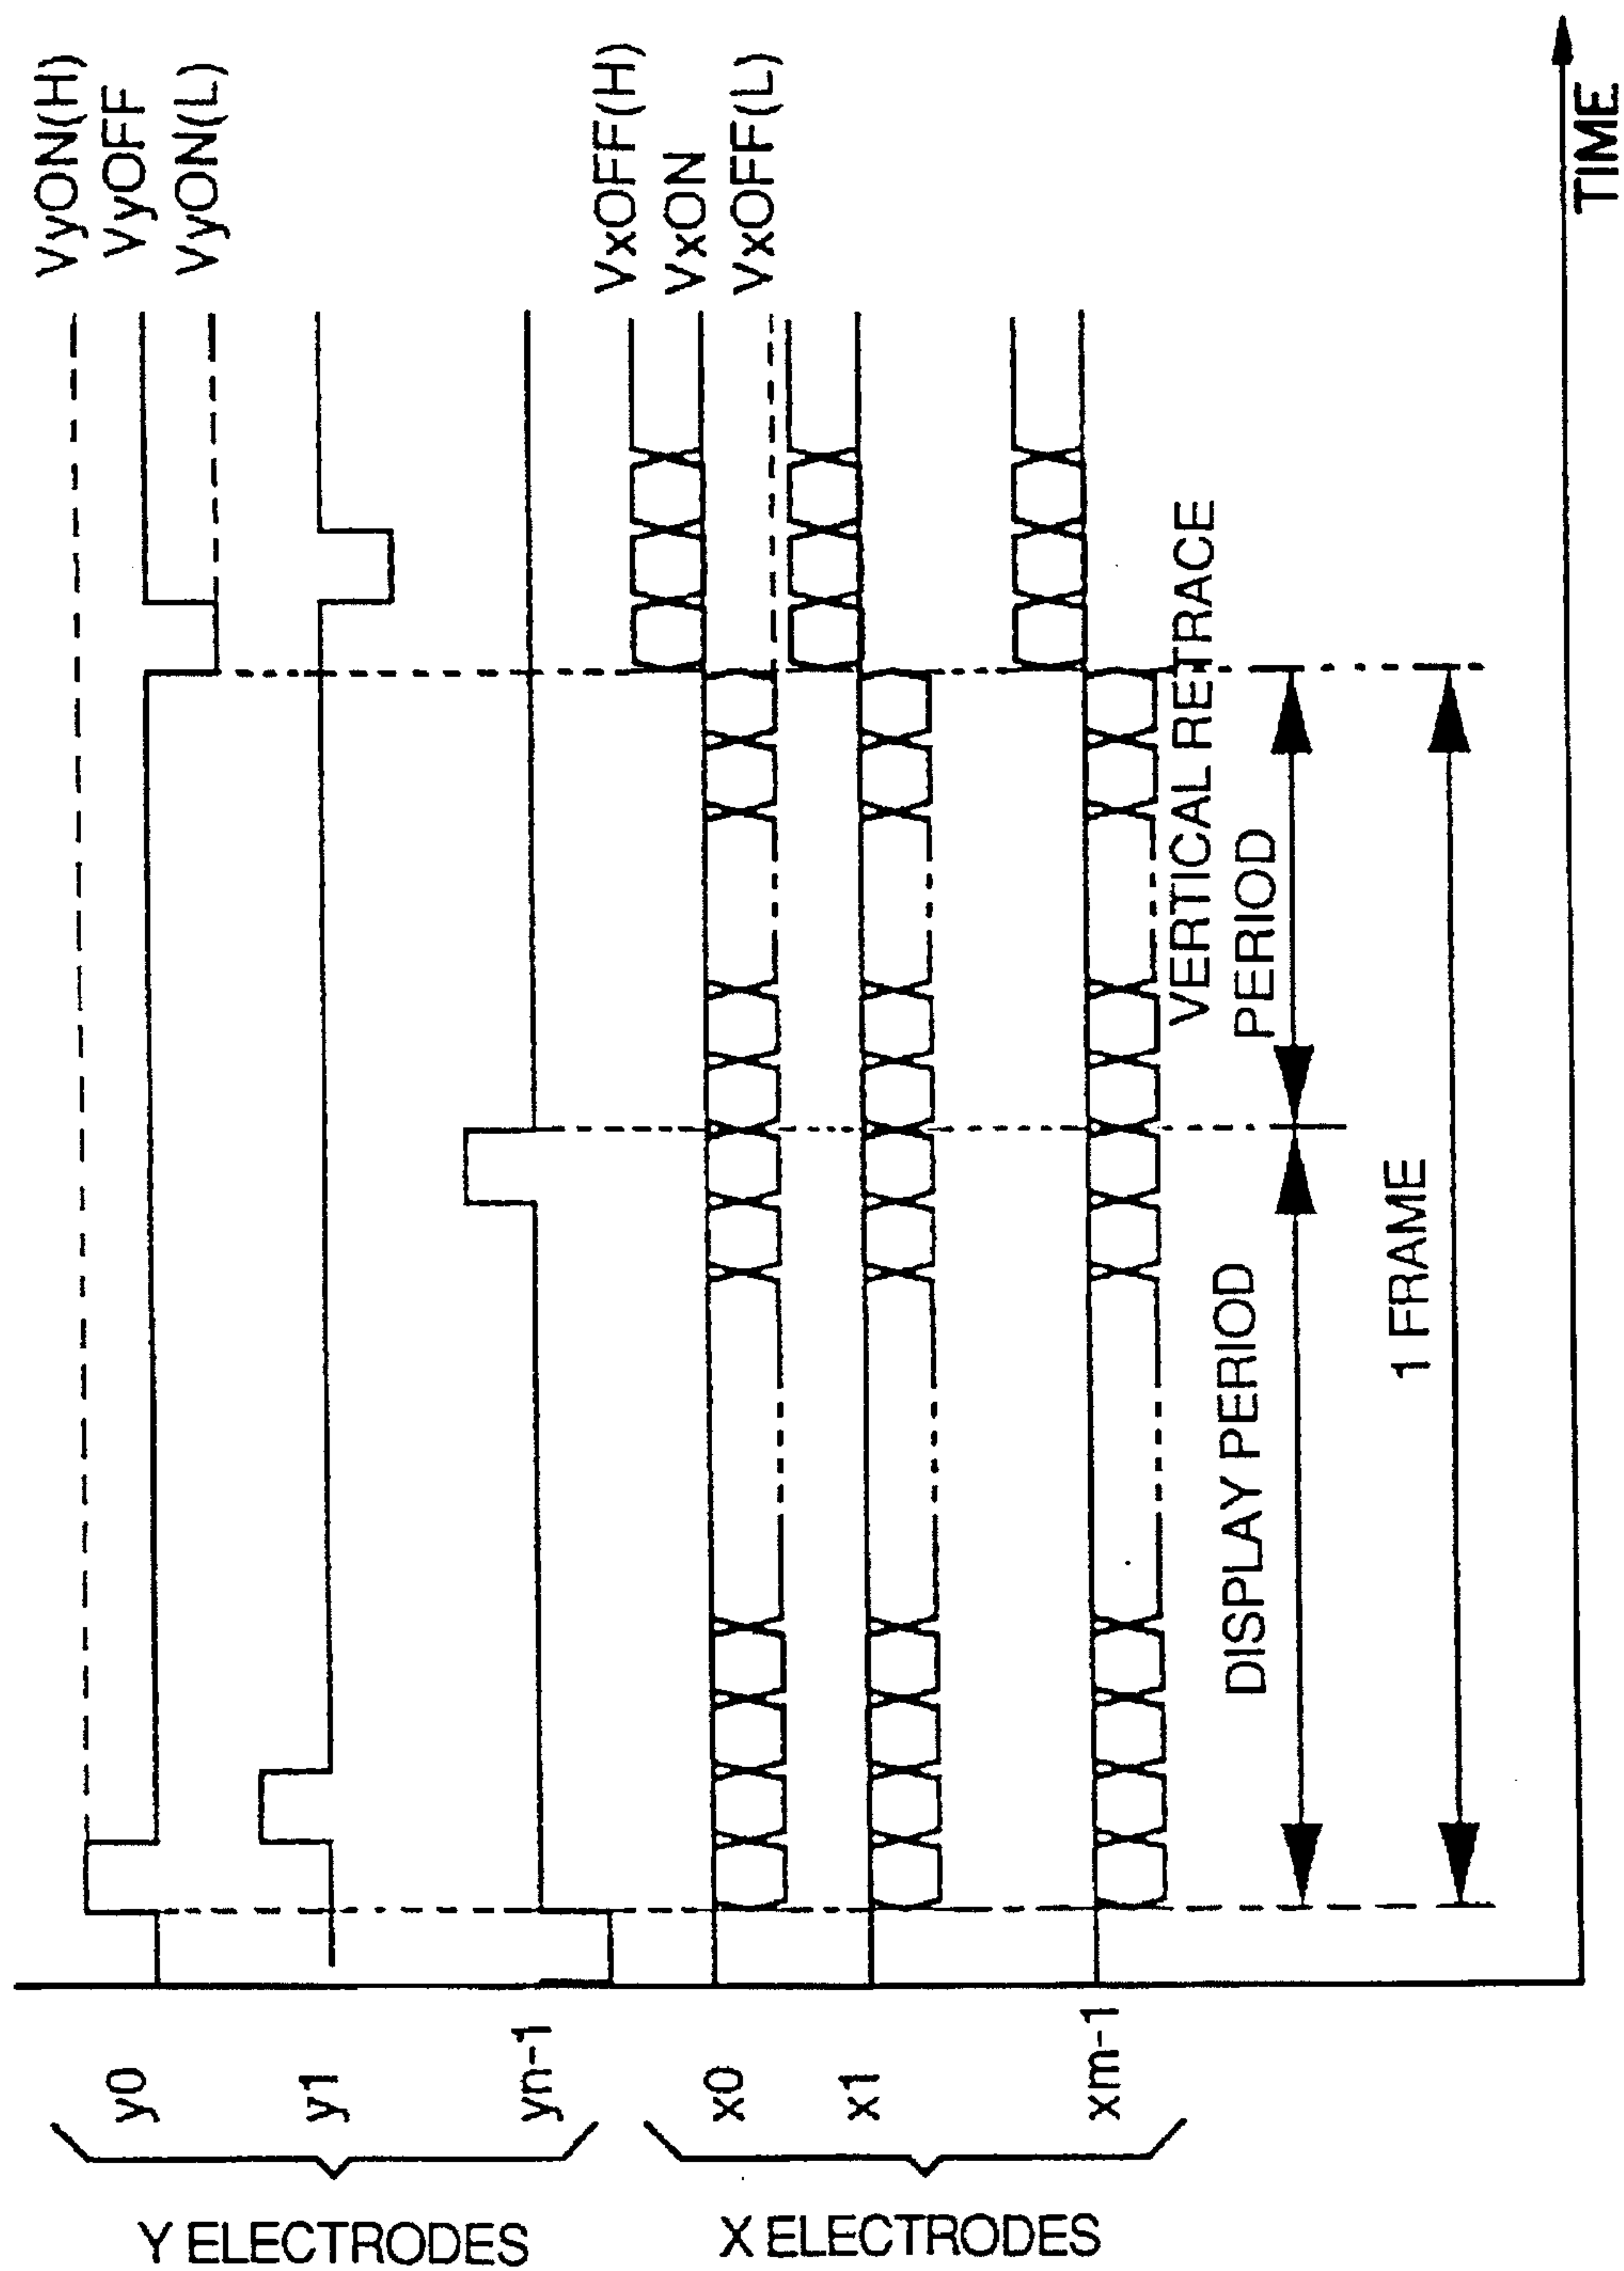 VyON(H)
VyOFF
VyON(L)
VxOFF(H)
VxON
VxOFF(L)
Y ELECTRODES
y0
y1
yn-1
X ELECTRODES
x0
x1
xm-1
DISPLAY PERIOD
VERTICAL RETRACE
PERIOD
1 FRAME
TIME